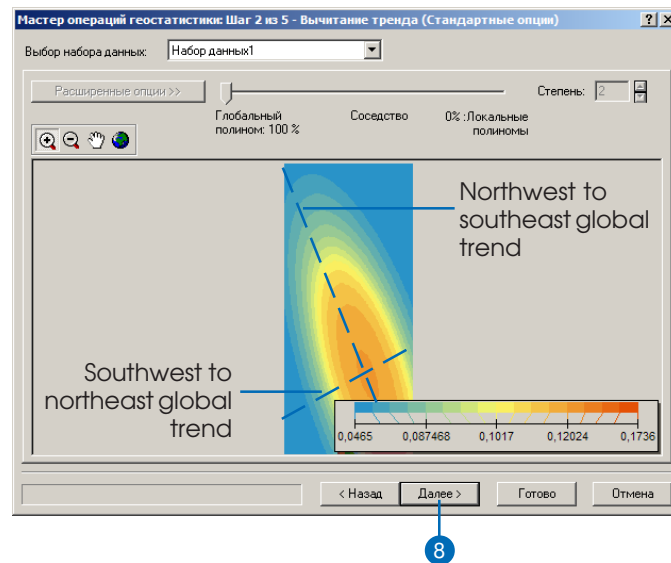 Мастер операций геостатистики: Шаг 2 из 5 - Вычитание тренда (Стандартные опции)
Выбор набора данных: Набор данных1
Расширенные опции >>
Степень: 2
Глобальный
полином: 100 %
Соседство
0% :Локальные
полиномы
Northwest to
southeast global
trend
Southwest to
northeast global
trend
0,0465 0,087468 0,1017 0,12024 0,1736
< Назад Далее > Готово Отмена
8